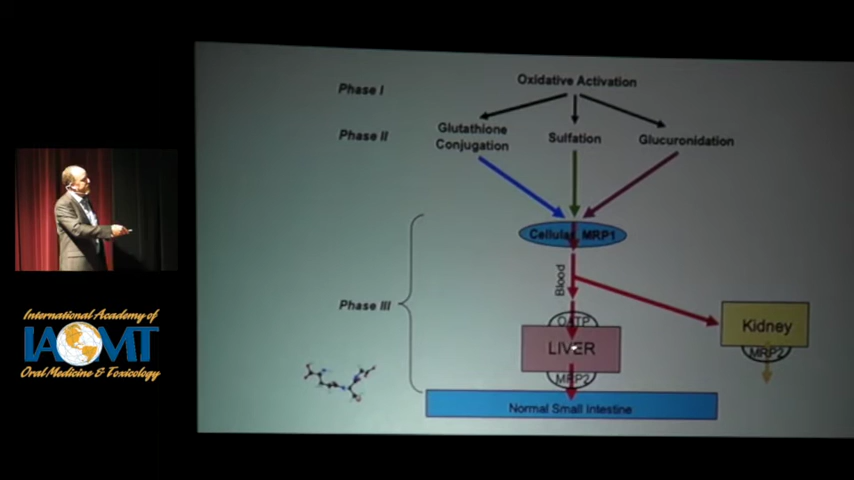 Phase I
Oxidative Activation
Phase II
Glutathione
Conjugation
Sulfation
Glucuronidation
Cellular MRP1
Blood
Phase III
OATP
LIVER
MRP2
Kidney
MRP2
Normal Small Intestine
International Academy of
IAOMT
Oral Medicine & Toxicology